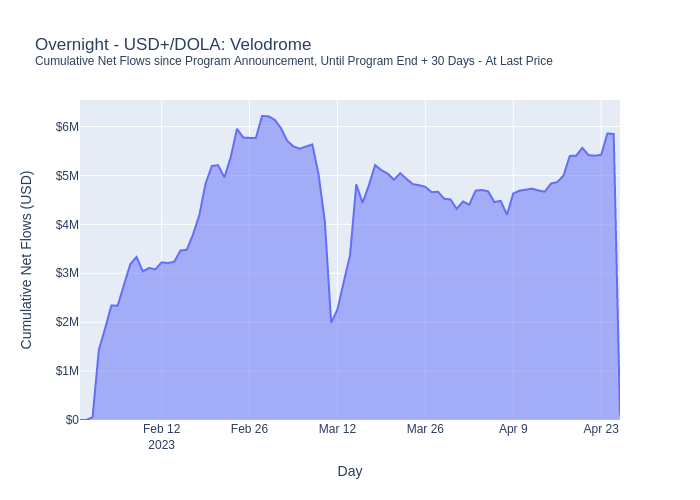 Overnight - USD+/DOLA: Velodrome
Cumulative Net Flows since Program Announcement, Until Program End + 30 Days - At Last Price
Cumulative Net Flows (USD)
$6M
$5M
$4M
$3M
$2M
$1M
$0
Feb 12 Feb 26 Mar 12 Mar 26 Apr 9 Apr 23
2023
Day